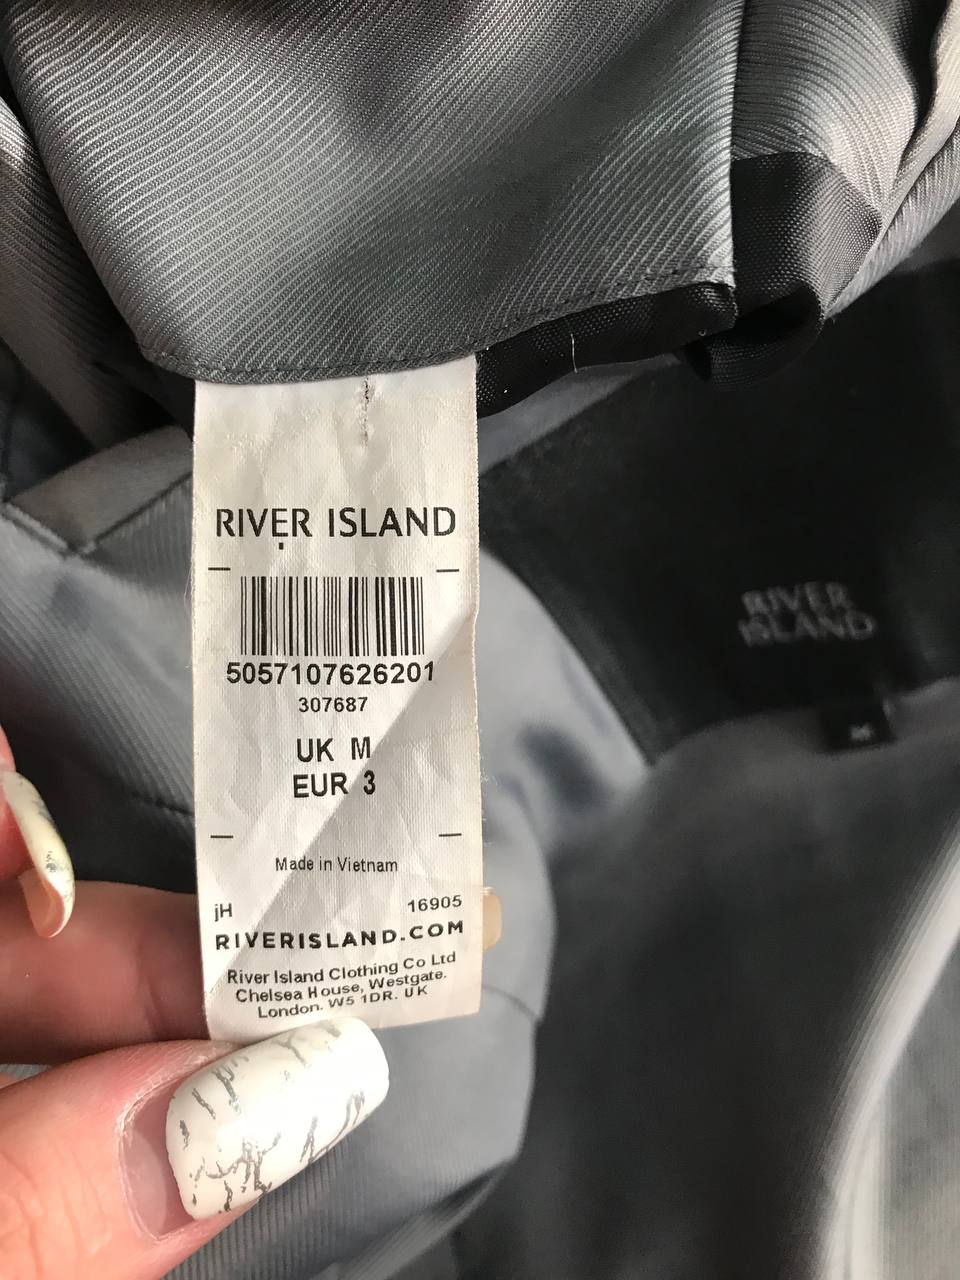 RIVER ISLAND
5057107626201
307687
UK M
EUR 3
Made in Vietnam
jH 16905
RIVERISLAND.COM
River Island Clothing Co Ltd
Chelsea House, Westgate.
London. W5 1DR. UK
RIVER
ISLAND
M